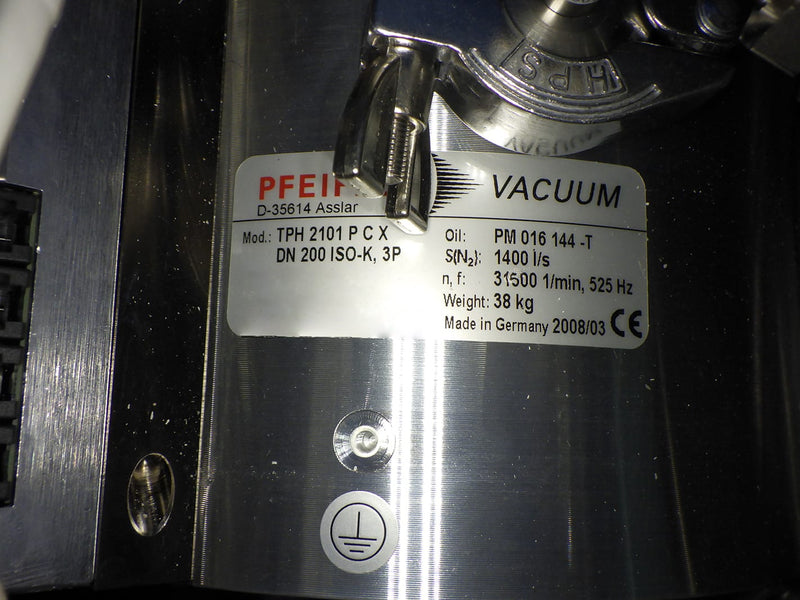 HPS
PFEIF
VACUUM
D-35614 Asslar
Mod.: TPH 2101 P C X
DN 200 ISO-K, 3P
Oil: PM 016 144 -T
S(N₂): 1400 l/s
n, f: 31500 1/min, 525 Hz
Weight: 38 kg
Made in Germany 2008/03 CE